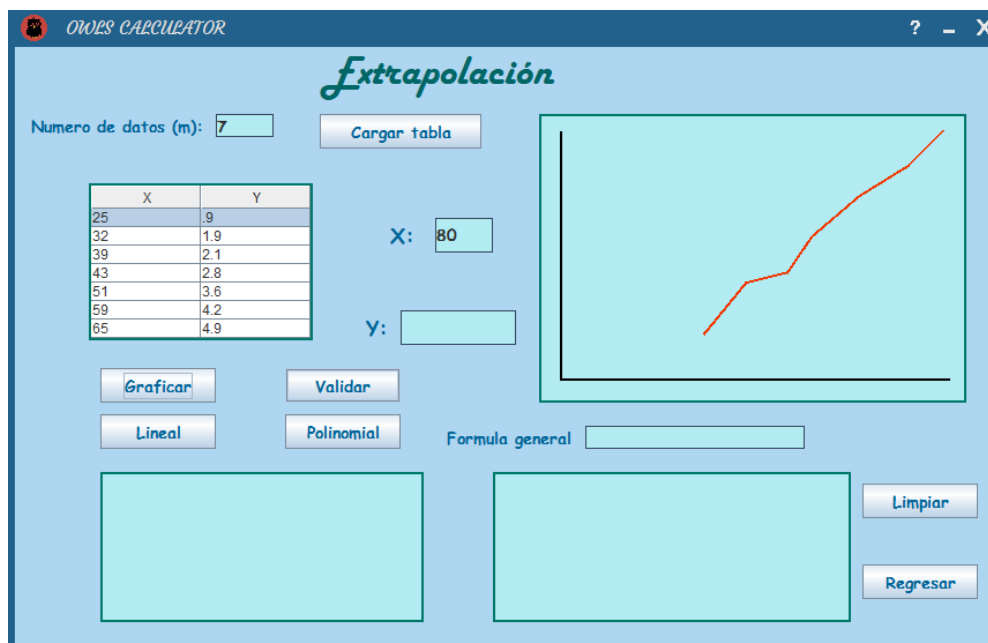 OWLS CALCULATOR ? – X
Extrapolación
Numero de datos (m): 7 Cargar tabla
X Y
25 .9
32 1.9
39 2.1
43 2.8
51 3.6
59 4.2
65 4.9
X: 80
Y:
Graficar Validar
Lineal Polinomial Formula general
Limpiar
Regresar